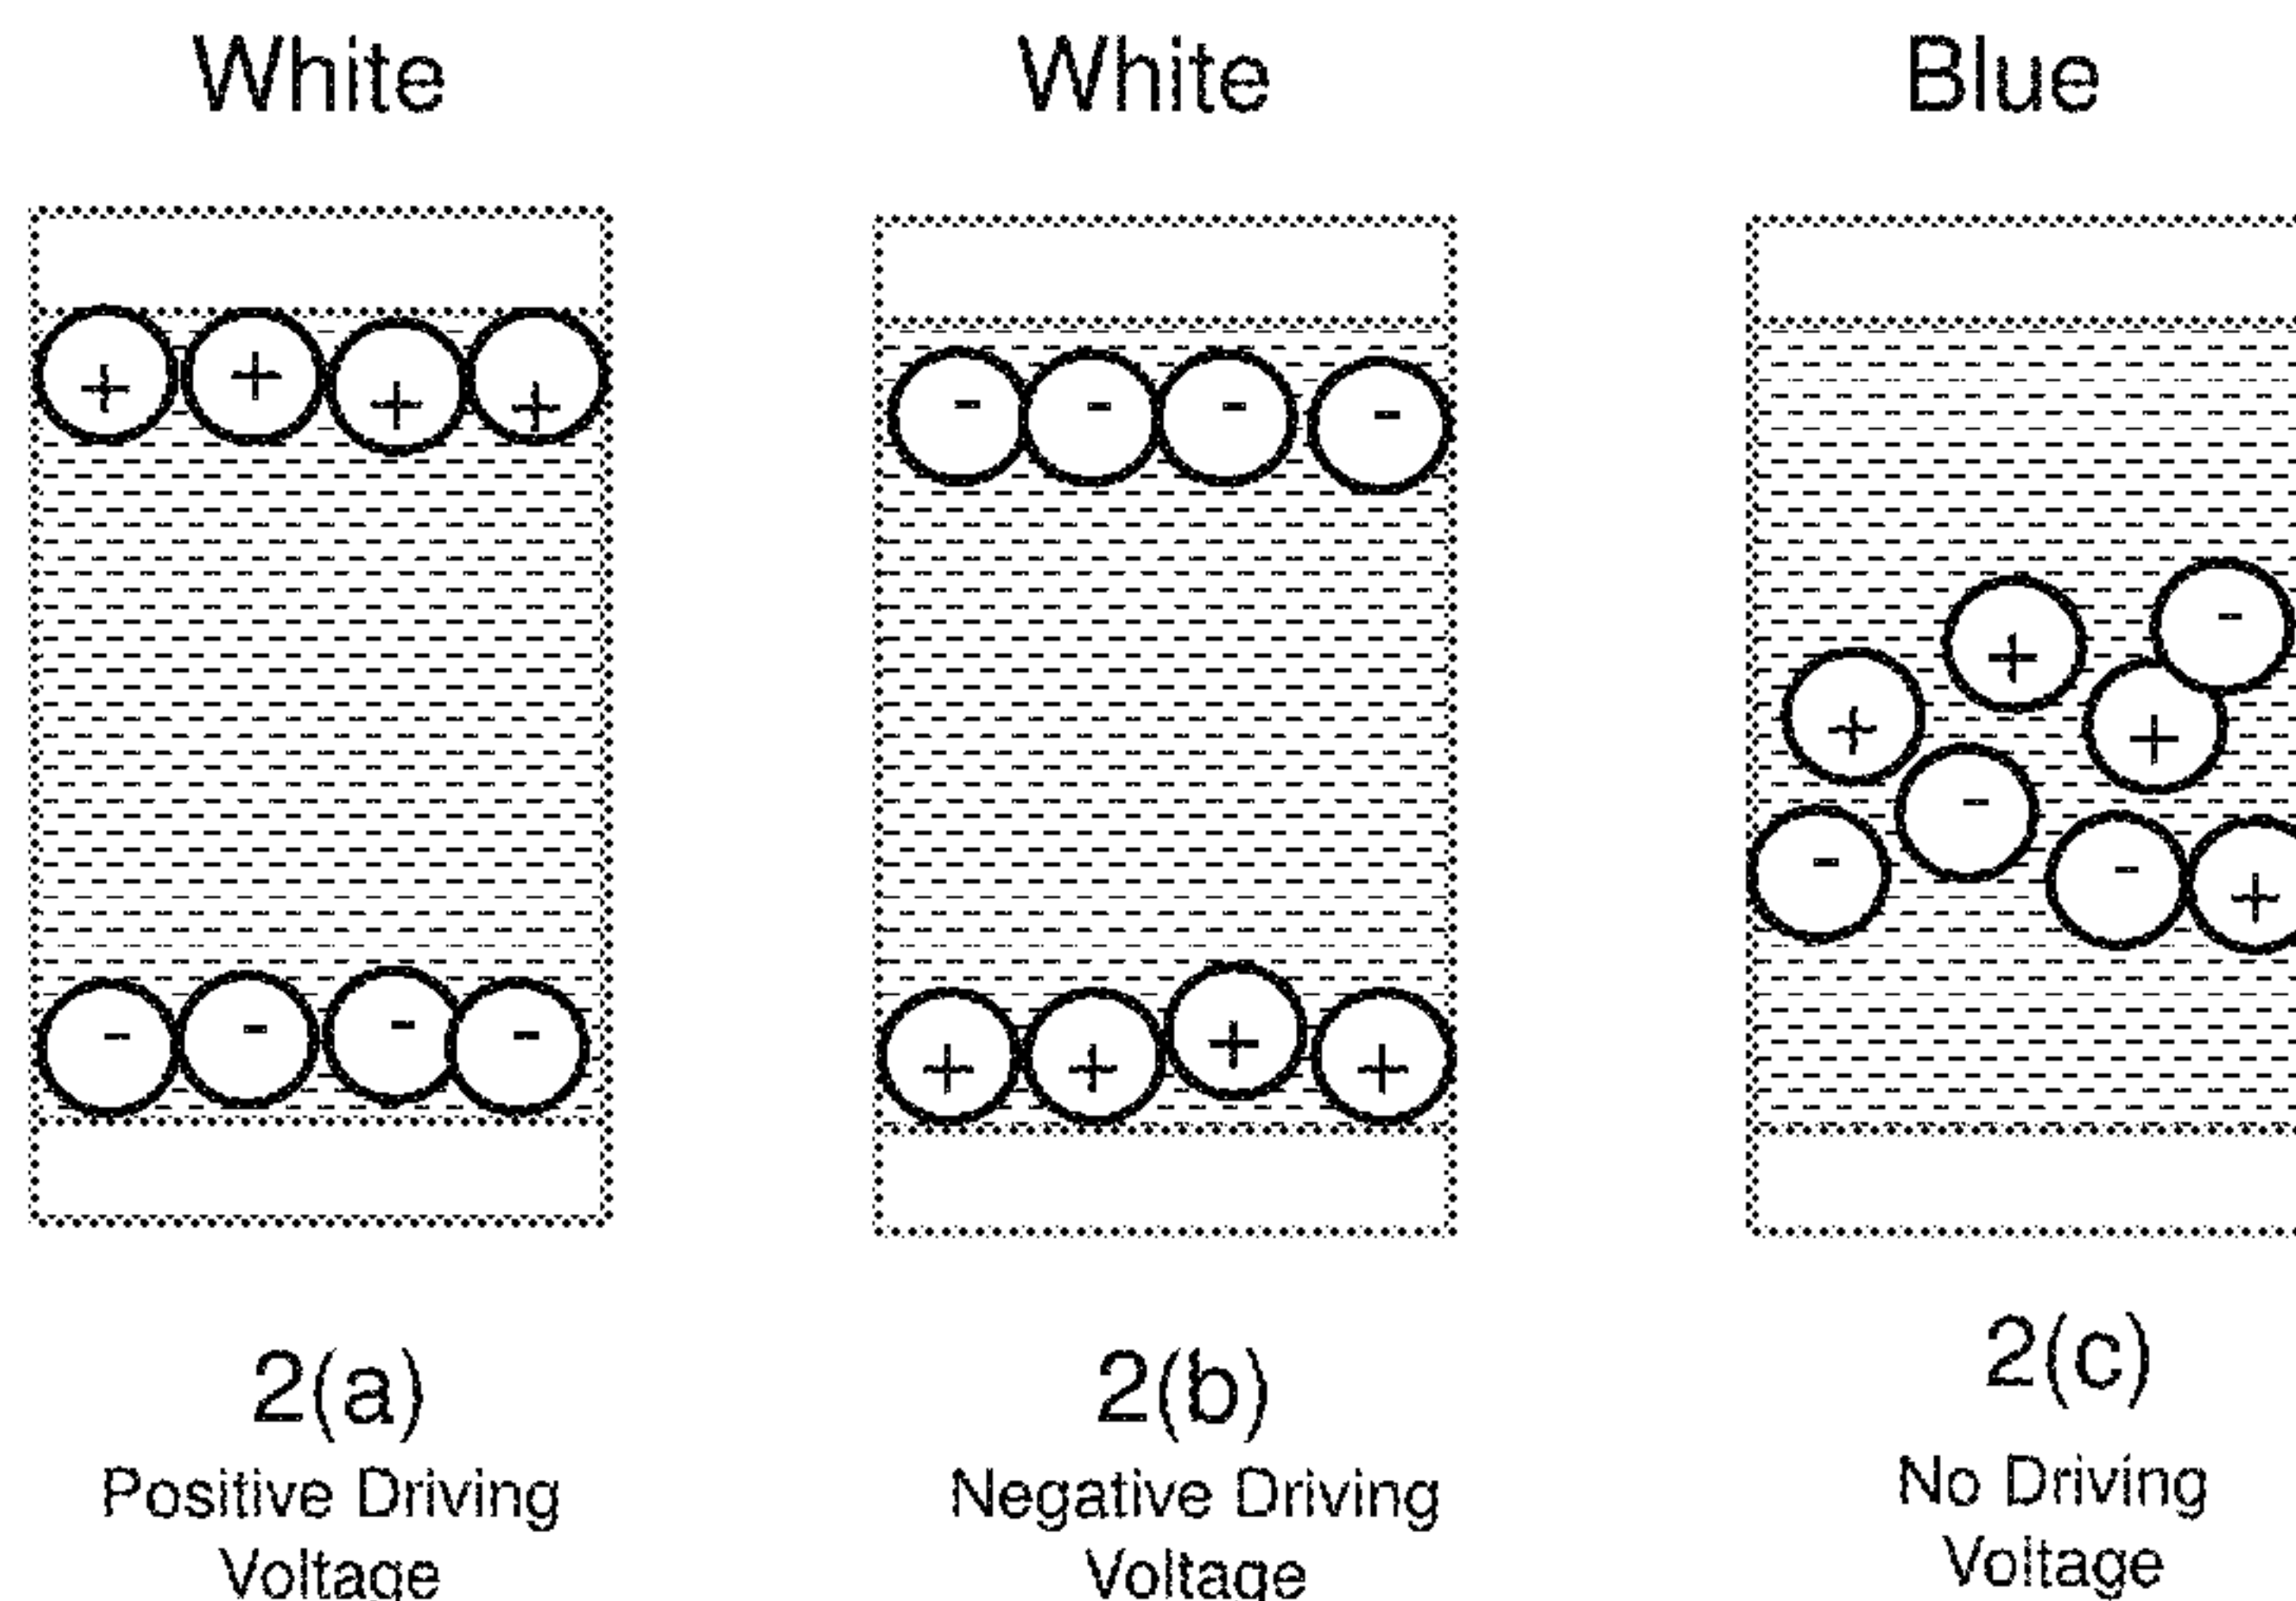 White
White
Blue
+ + + +
- - - -
- - - -
+ + + +
-
+
+
+
-
-
-
+
2(a)
Positive Driving
Voltage
2(b)
Negative Driving
Voltage
2(c)
No Driving
Voltage